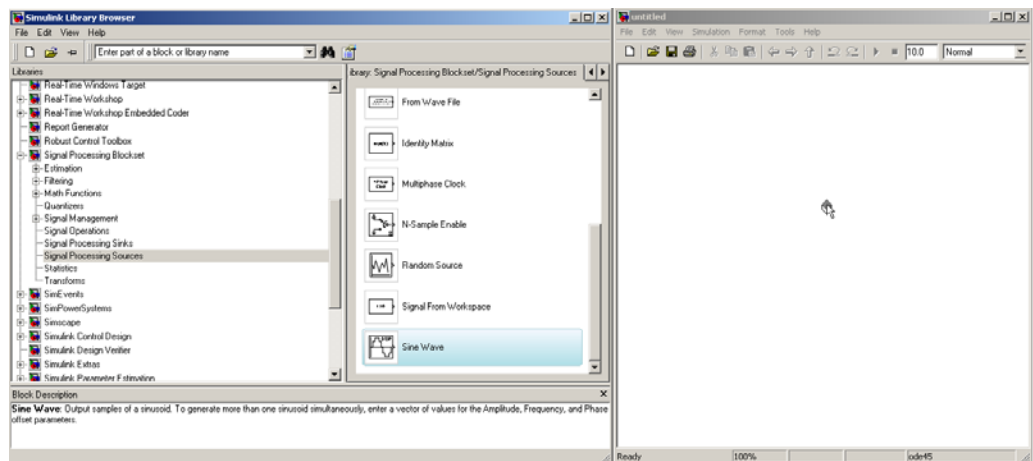 Simulink Library Browser
File Edit View Help
Enter part of a block or library name
Libraries
Real-Time Windows Target
Real-Time Workshop
Real-Time Workshop Embedded Coder
Report Generator
Robust Control Toolbox
Signal Processing Blockset
Estimation
Filtering
Math Functions
Quantizers
Signal Management
Signal Operations
Signal Processing Sinks
Signal Processing Sources
Statistics
Transforms
SimEvents
SimPowerSystems
Simscape
Simulink Control Design
Simulink Design Verifier
Simulink Extras
Simulink Parameter Estimation
ibrary: Signal Processing Blockset/Signal Processing Sources
From Wave File
Identity Matrix
Multiphase Clock
N-Sample Enable
Random Source
Signal From Workspace
Sine Wave
Block Description
Sine Wave: Output samples of a sinusoid. To generate more than one sinusoid simultaneously, enter a vector of values for the Amplitude, Frequency, and Phase
offset parameters.
untitled
File Edit View Simulation Format Tools Help
10.0 Normal
Ready 100% ode45